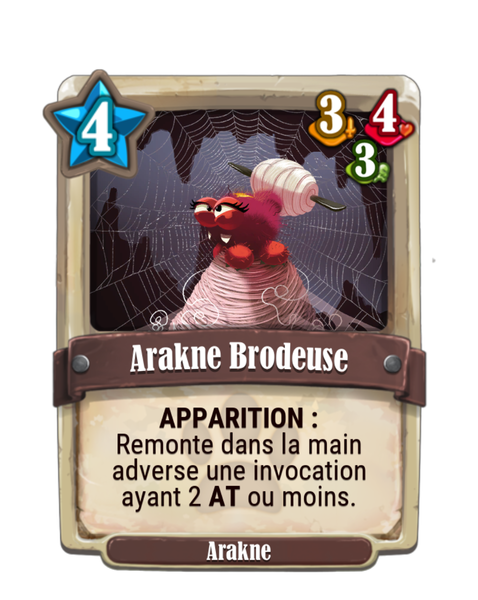 4
3
4
3
Arakne Brodeuse
APPARITION :
Remonte dans la main
adverse une invocation
ayant 2 AT ou moins.
Arakne